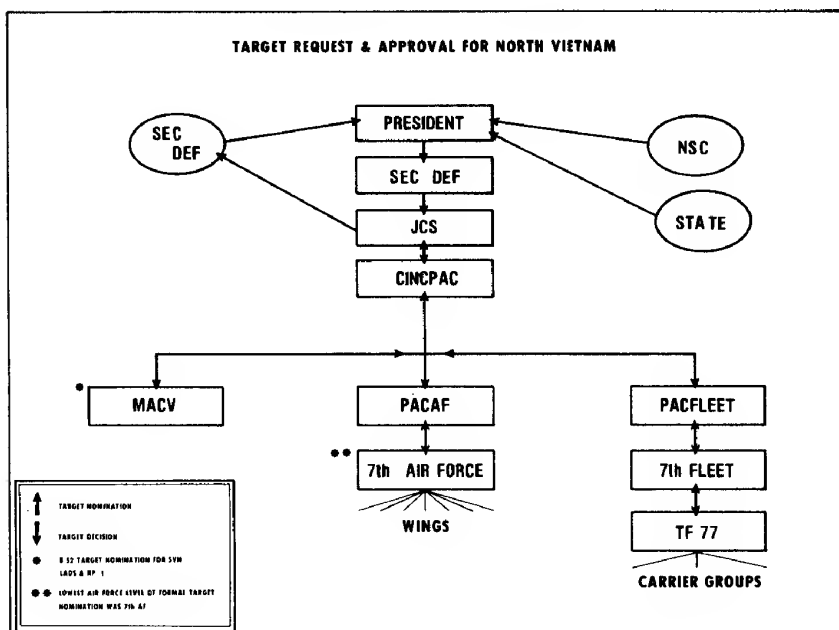 TARGET REQUEST & APPROVAL FOR NORTH VIETNAM
PRESIDENT
SEC
DEF
NSC
SEC DEF
STATE
JCS
CINCPAC
*
MACV
PACAF
PACFLEET
**
7th AIR FORCE
7th FLEET
WINGS
TF 77
CARRIER GROUPS
TARGET NOMINATION
TARGET DECISION
* B 52 TARGET NOMINATION FOR SVN
LAOS & RP 1
** LOWEST AIR FORCE LEVEL OF FORMAL TARGET
NOMINATION WAS 7th AF